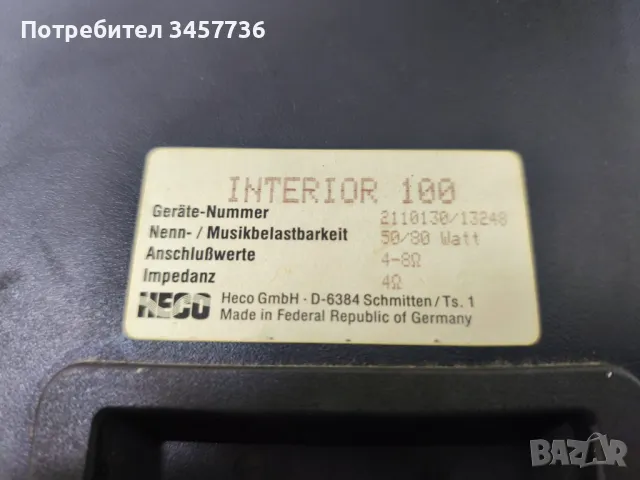 Потребител 3457736
INTERIOR 100
Geräte-Nummer 2110130/13248
Nenn- / Musikbelastbarkeit 50/80 Watt
Anschlußwerte 4-8Ω
Impedanz 4Ω
HECO Heco GmbH · D-6384 Schmitten / Ts. 1
Made in Federal Republic of Germany
BAZAR